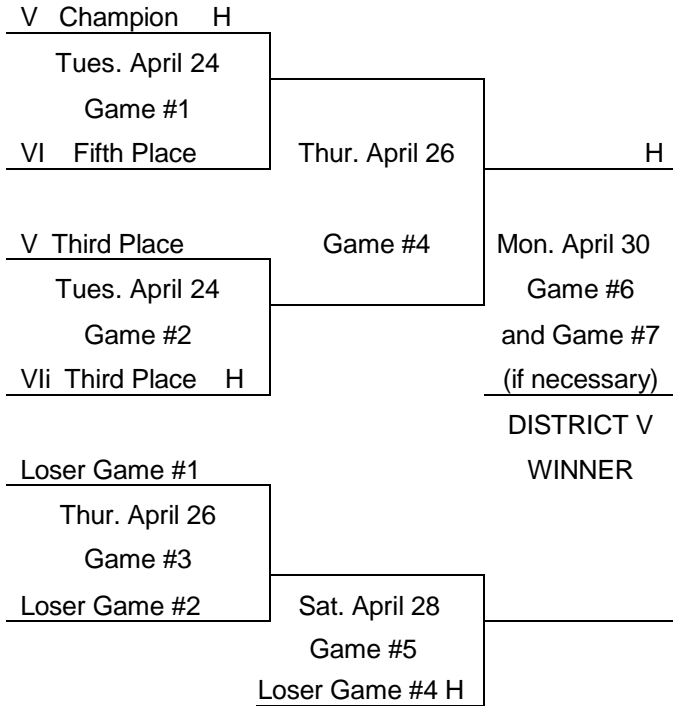 V Champion H
Tues. April 24
Game #1
VI Fifth Place
Thur. April 26
H
V Third Place
Game #4
Mon. April 30
Tues. April 24
Game #6
Game #2
and Game #7
VIi Third Place H
(if necessary)
DISTRICT V
Loser Game #1
WINNER
Thur. April 26
Game #3
Loser Game #2
Sat. April 28
Game #5
Loser Game #4 H